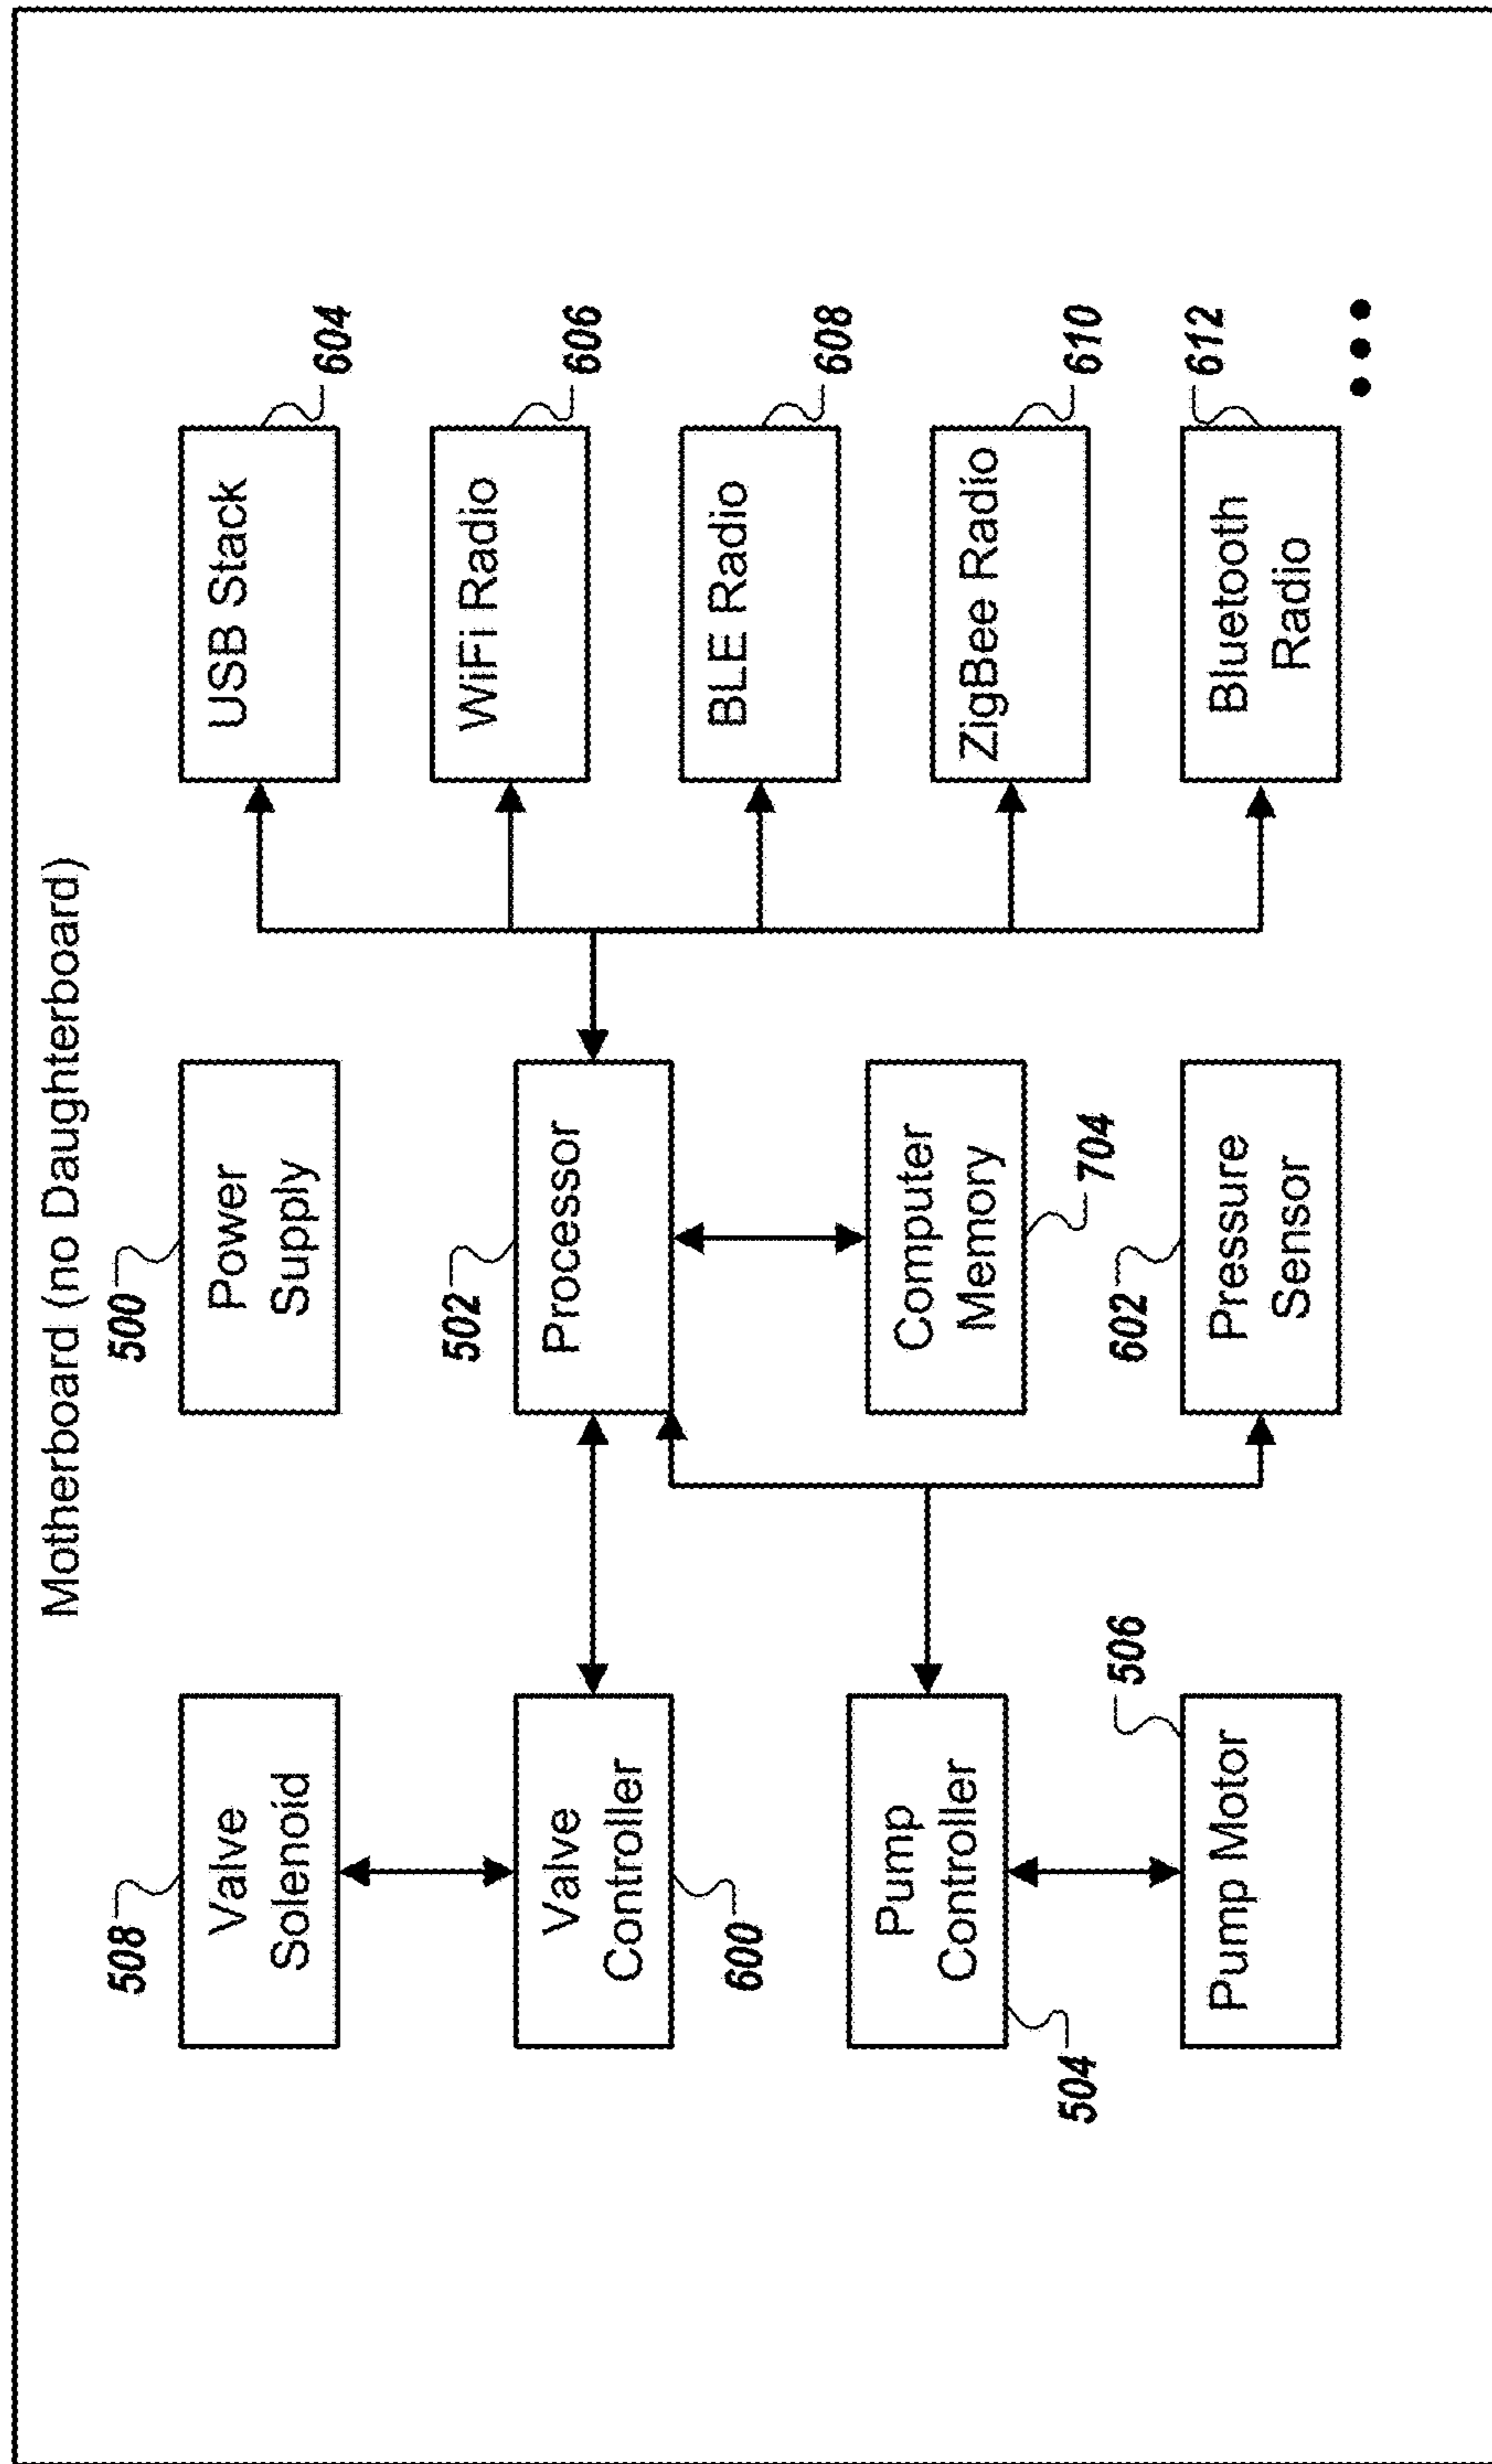 Motherboard (no Daughterboard)
508
Valve
Solenoid
Valve
Controller
600
Pump
Controller
504
506
Pump Motor
500
Power
Supply
502
Processor
Computer
Memory
704
602
Pressure
Sensor
USB Stack
604
WiFi Radio
606
BLE Radio
608
ZigBee Radio
610
Bluetooth
Radio
612